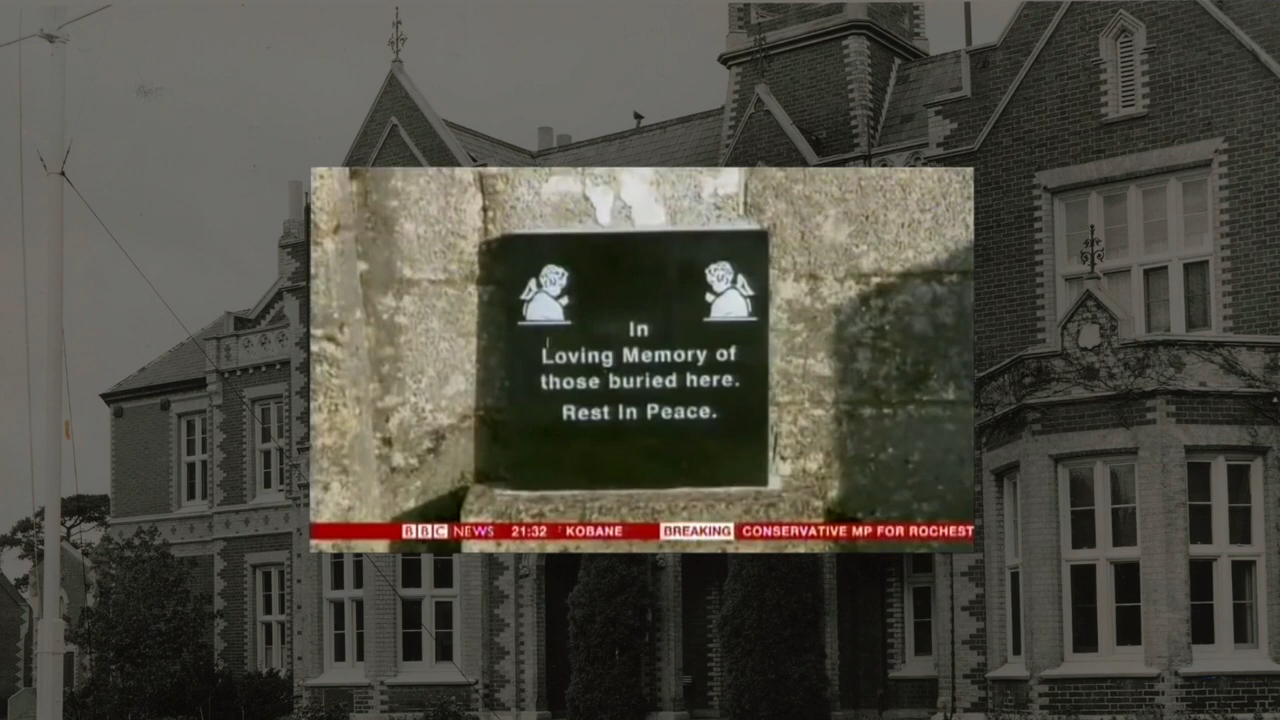 In
Loving Memory of
those buried here.
Rest In Peace.
BBC NEWS 21:32 KOBANE BREAKING CONSERVATIVE MP FOR ROCHEST